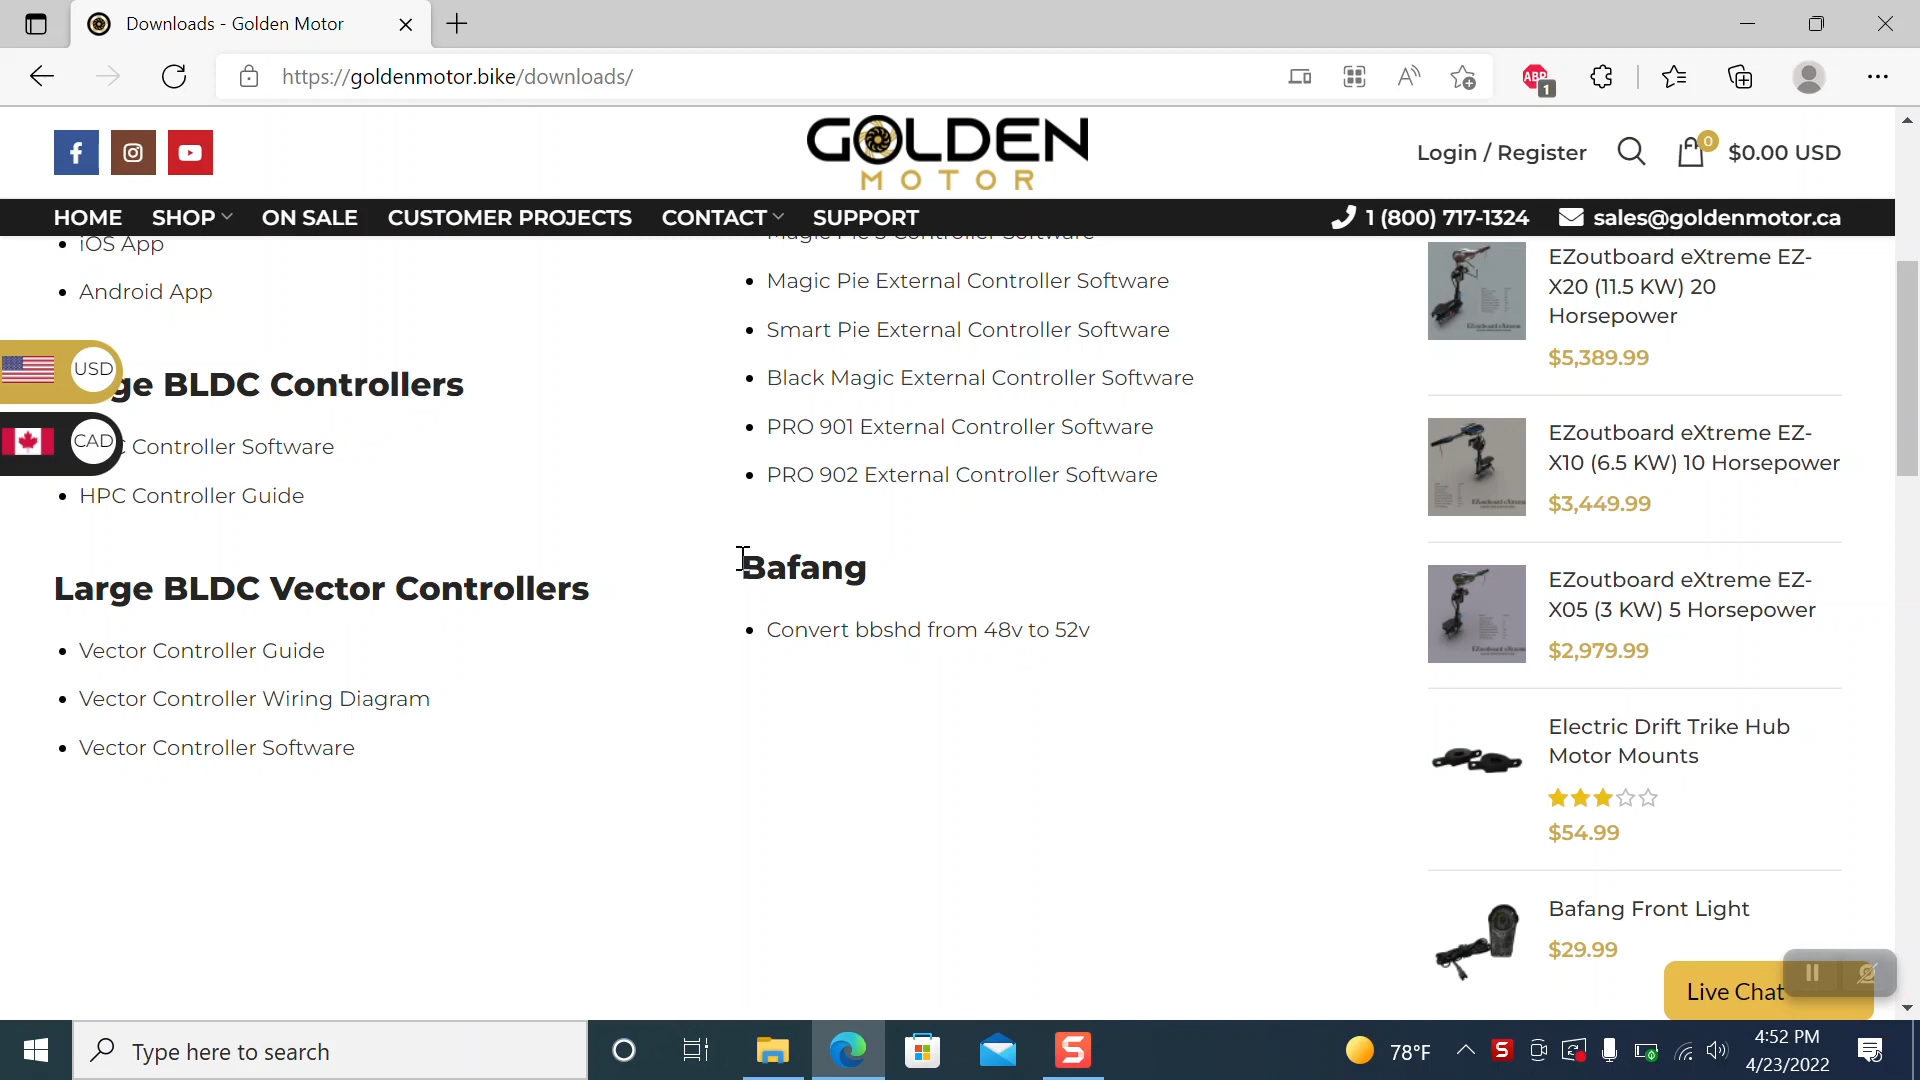 Downloads - Golden Motor
https://goldenmotor.bike/downloads/
ABP
1
GOLDEN
MOTOR
Login / Register
0
$0.00 USD
HOME SHOP ON SALE CUSTOMER PROJECTS CONTACT SUPPORT
1 (800) 717-1324
sales@goldenmotor.ca
iOS App
Android App
USD
ge BLDC Controllers
CAD
C Controller Software
HPC Controller Guide
Large BLDC Vector Controllers
Vector Controller Guide
Vector Controller Wiring Diagram
Vector Controller Software
Magic Pie External Controller Software
Smart Pie External Controller Software
Black Magic External Controller Software
PRO 901 External Controller Software
PRO 902 External Controller Software
Bafang
Convert bbshd from 48v to 52v
EZoutboard eXtreme EZ-
X20 (11.5 KW) 20
Horsepower
$5,389.99
EZoutboard eXtreme EZ-
X10 (6.5 KW) 10 Horsepower
$3,449.99
EZoutboard eXtreme EZ-
X05 (3 KW) 5 Horsepower
$2,979.99
Electric Drift Trike Hub
Motor Mounts
$54.99
Bafang Front Light
$29.99
Live Chat
Type here to search
78°F
4:52 PM
4/23/2022